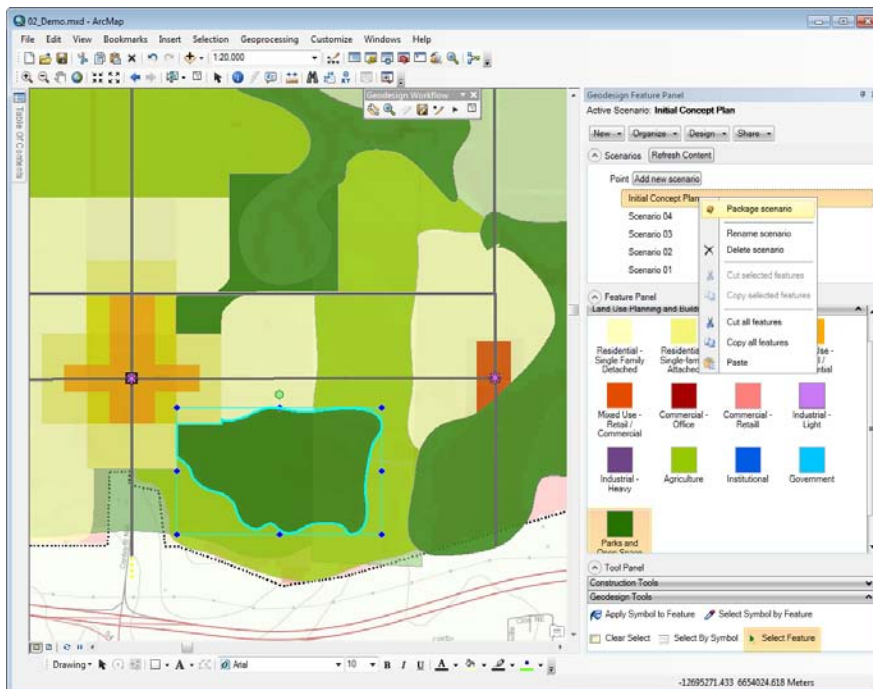 02_Demo.mxd - ArcMap
File Edit View Bookmarks Insert Selection Geoprocessing Customize Windows Help
1:20.000
Geodesign Workflow
Table Of Contents
Geodesign Feature Panel
Active Scenario: Initial Concept Plan
New Organize Design Share
Scenarios Refresh Content
Point Add new scenario
Initial Concept Plan
Scenario 04
Scenario 03
Scenario 02
Scenario 01
Package scenario
Rename scenario
Delete scenario
Cut selected features
Copy selected features
Cut all features
Copy all features
Paste
Feature Panel
Land Use Planning and Build
Residential - Single Family Detached
Residential Single-fam Attached
Mixed Use - Retail / Commercial
Commercial - Office
Commercial - Retaill
Industrial - Light
Industrial - Heavy
Agriculture
Institutional
Government
Parks and
Tool Panel
Construction Tools
Geodesign Tools
Apply Symbol to Feature Select Symbol by Feature
Clear Select Select By Symbol Select Feature
Drawing A Arial 10 B I U A
-12695271.433 6654024.618 Meters